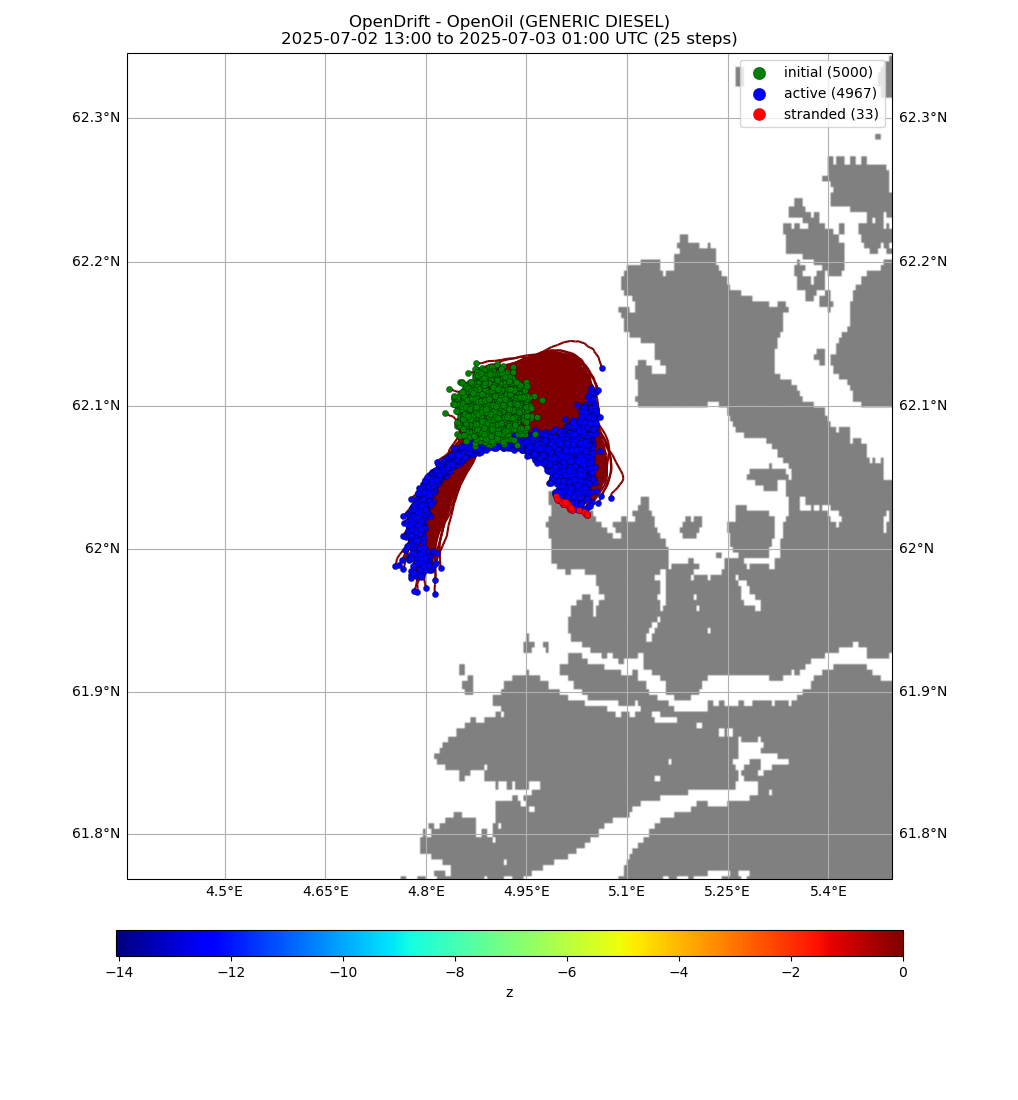 OpenDrift - OpenOil (GENERIC DIESEL)
2025-07-02 13:00 to 2025-07-03 01:00 UTC (25 steps)
initial (5000)
active (4967)
stranded (33)
62.3°N 62.3°N
62.2°N 62.2°N
62.1°N 62.1°N
62°N 62°N
61.9°N 61.9°N
61.8°N 61.8°N
4.5°E 4.65°E 4.8°E 4.95°E 5.1°E 5.25°E 5.4°E
−14 −12 −10 −8 −6 −4 −2 0
z